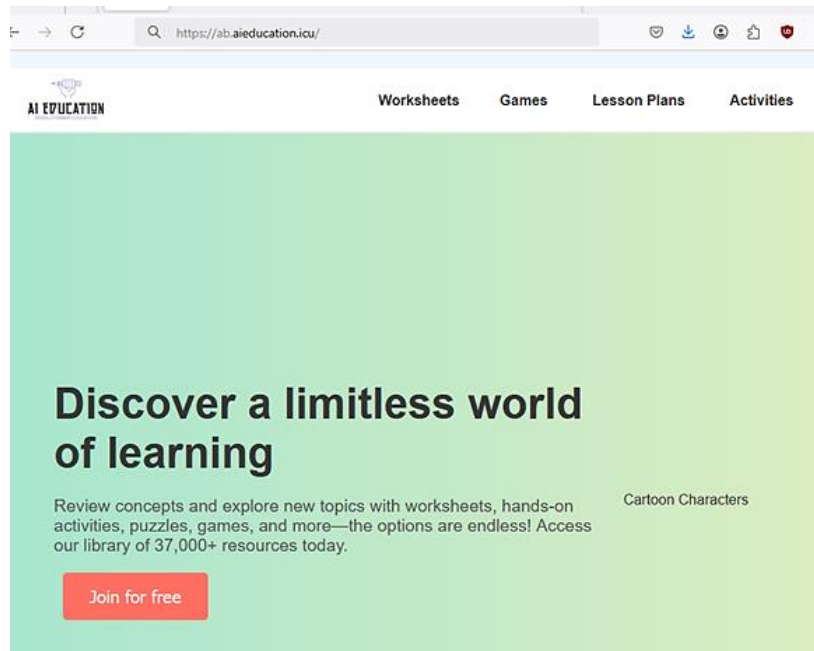 https://ab.aieducation.icu/
AI EDUCATION
Worksheets Games Lesson Plans Activities
Discover a limitless world
of learning
Review concepts and explore new topics with worksheets, hands-on
activities, puzzles, games, and more—the options are endless! Access
our library of 37,000+ resources today.
Cartoon Characters
Join for free